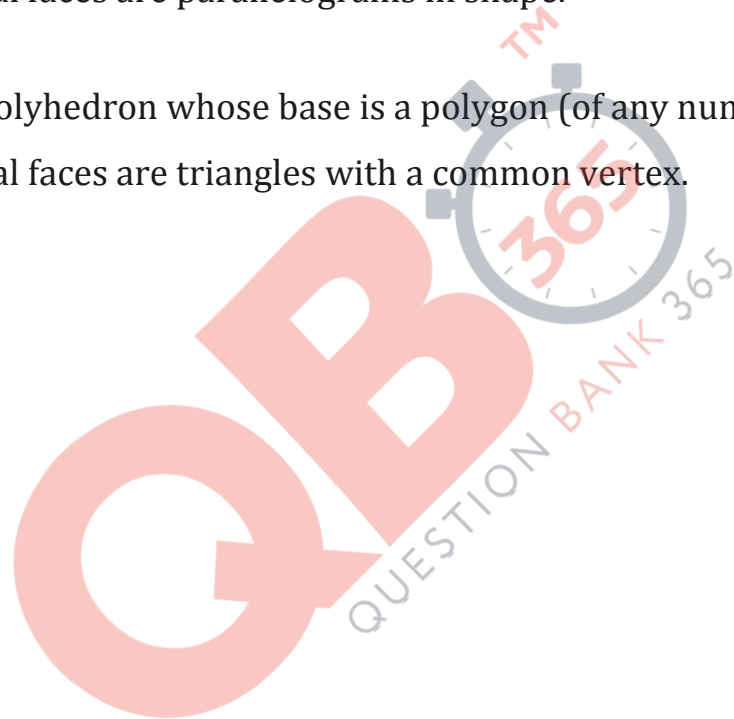 al faces are parallelograms in shape.
olyhedron whose base is a polygon (of any num
al faces are triangles with a common vertex.
TM
365
QB
QUESTION BANK 365